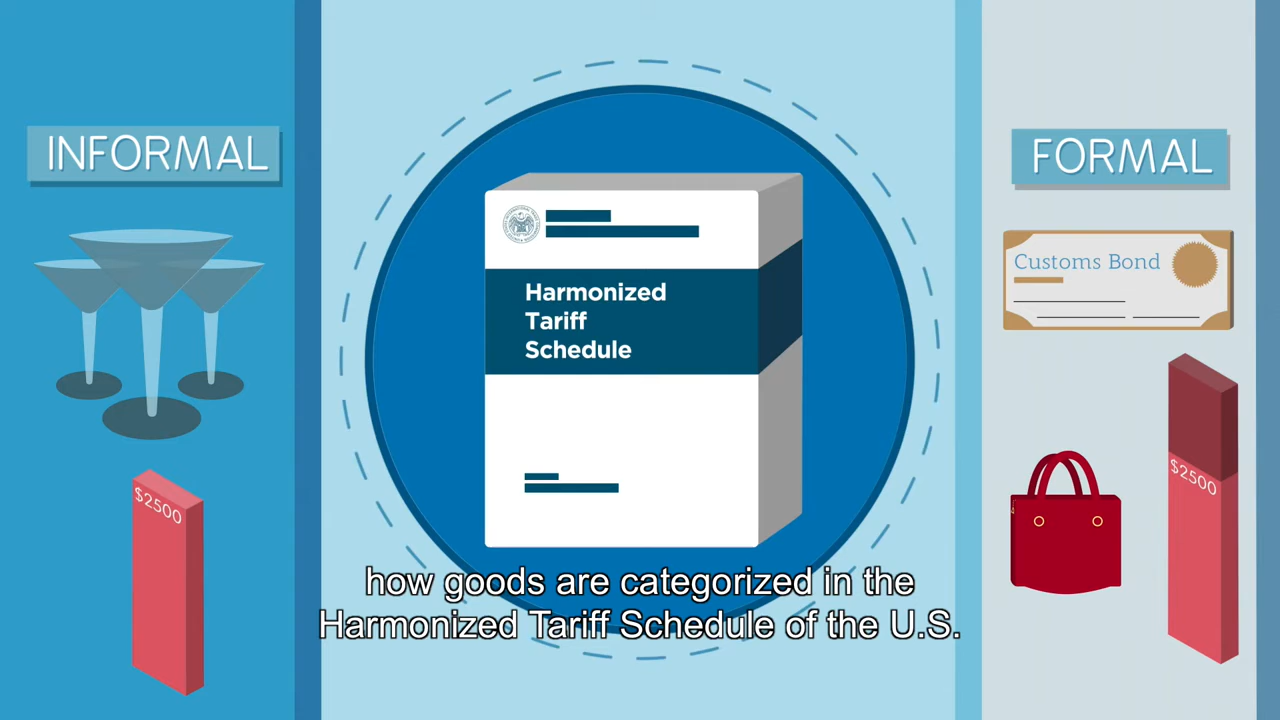 INFORMAL
$2500
Harmonized
Tariff
Schedule
FORMAL
Customs Bond
$2500
how goods are categorized in the
Harmonized Tariff Schedule of the U.S.